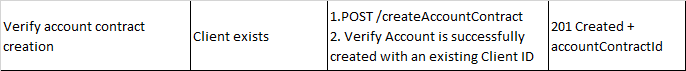 Verify account contract
creation
Client exists
1.POST /createAccountContract
2. Verify Account is successfully
created with an existing Client ID
201 Created +
accountContractId